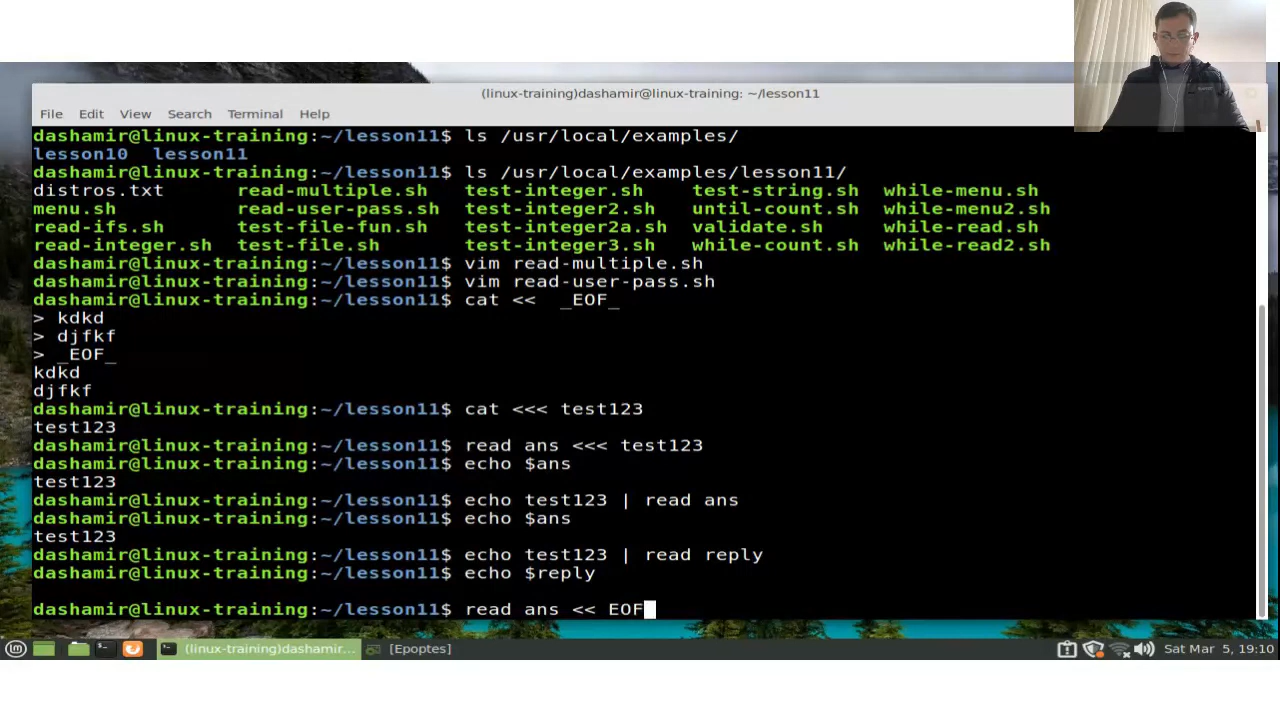 (linux-training)dashamir@linux-training: ~/lesson11
File Edit View Search Terminal Help
dashamir@linux-training:~/lesson11$ ls /usr/local/examples/
lesson10  lesson11
dashamir@linux-training:~/lesson11$ ls /usr/local/examples/lesson11/
distros.txt read-multiple.sh test-integer.sh test-string.sh while-menu.sh
menu.sh read-user-pass.sh test-integer2.sh until-count.sh while-menu2.sh
read-ifs.sh test-file-fun.sh test-integer2a.sh validate.sh while-read.sh
read-integer.sh test-file.sh test-integer3.sh while-count.sh while-read2.sh
dashamir@linux-training:~/lesson11$ vim read-multiple.sh
dashamir@linux-training:~/lesson11$ vim read-user-pass.sh
dashamir@linux-training:~/lesson11$ cat <<  _EOF_
> kdkd
> djfkf
> _EOF_
kdkd
djfkf
dashamir@linux-training:~/lesson11$ cat <<< test123
test123
dashamir@linux-training:~/lesson11$ read ans <<< test123
dashamir@linux-training:~/lesson11$ echo $ans
test123
dashamir@linux-training:~/lesson11$ echo test123 | read ans
dashamir@linux-training:~/lesson11$ echo $ans
test123
dashamir@linux-training:~/lesson11$ echo test123 | read reply
dashamir@linux-training:~/lesson11$ echo $reply
dashamir@linux-training:~/lesson11$ read ans << EOF
(linux-training)dashamir... [Epoptes] Sat Mar 5, 19:10